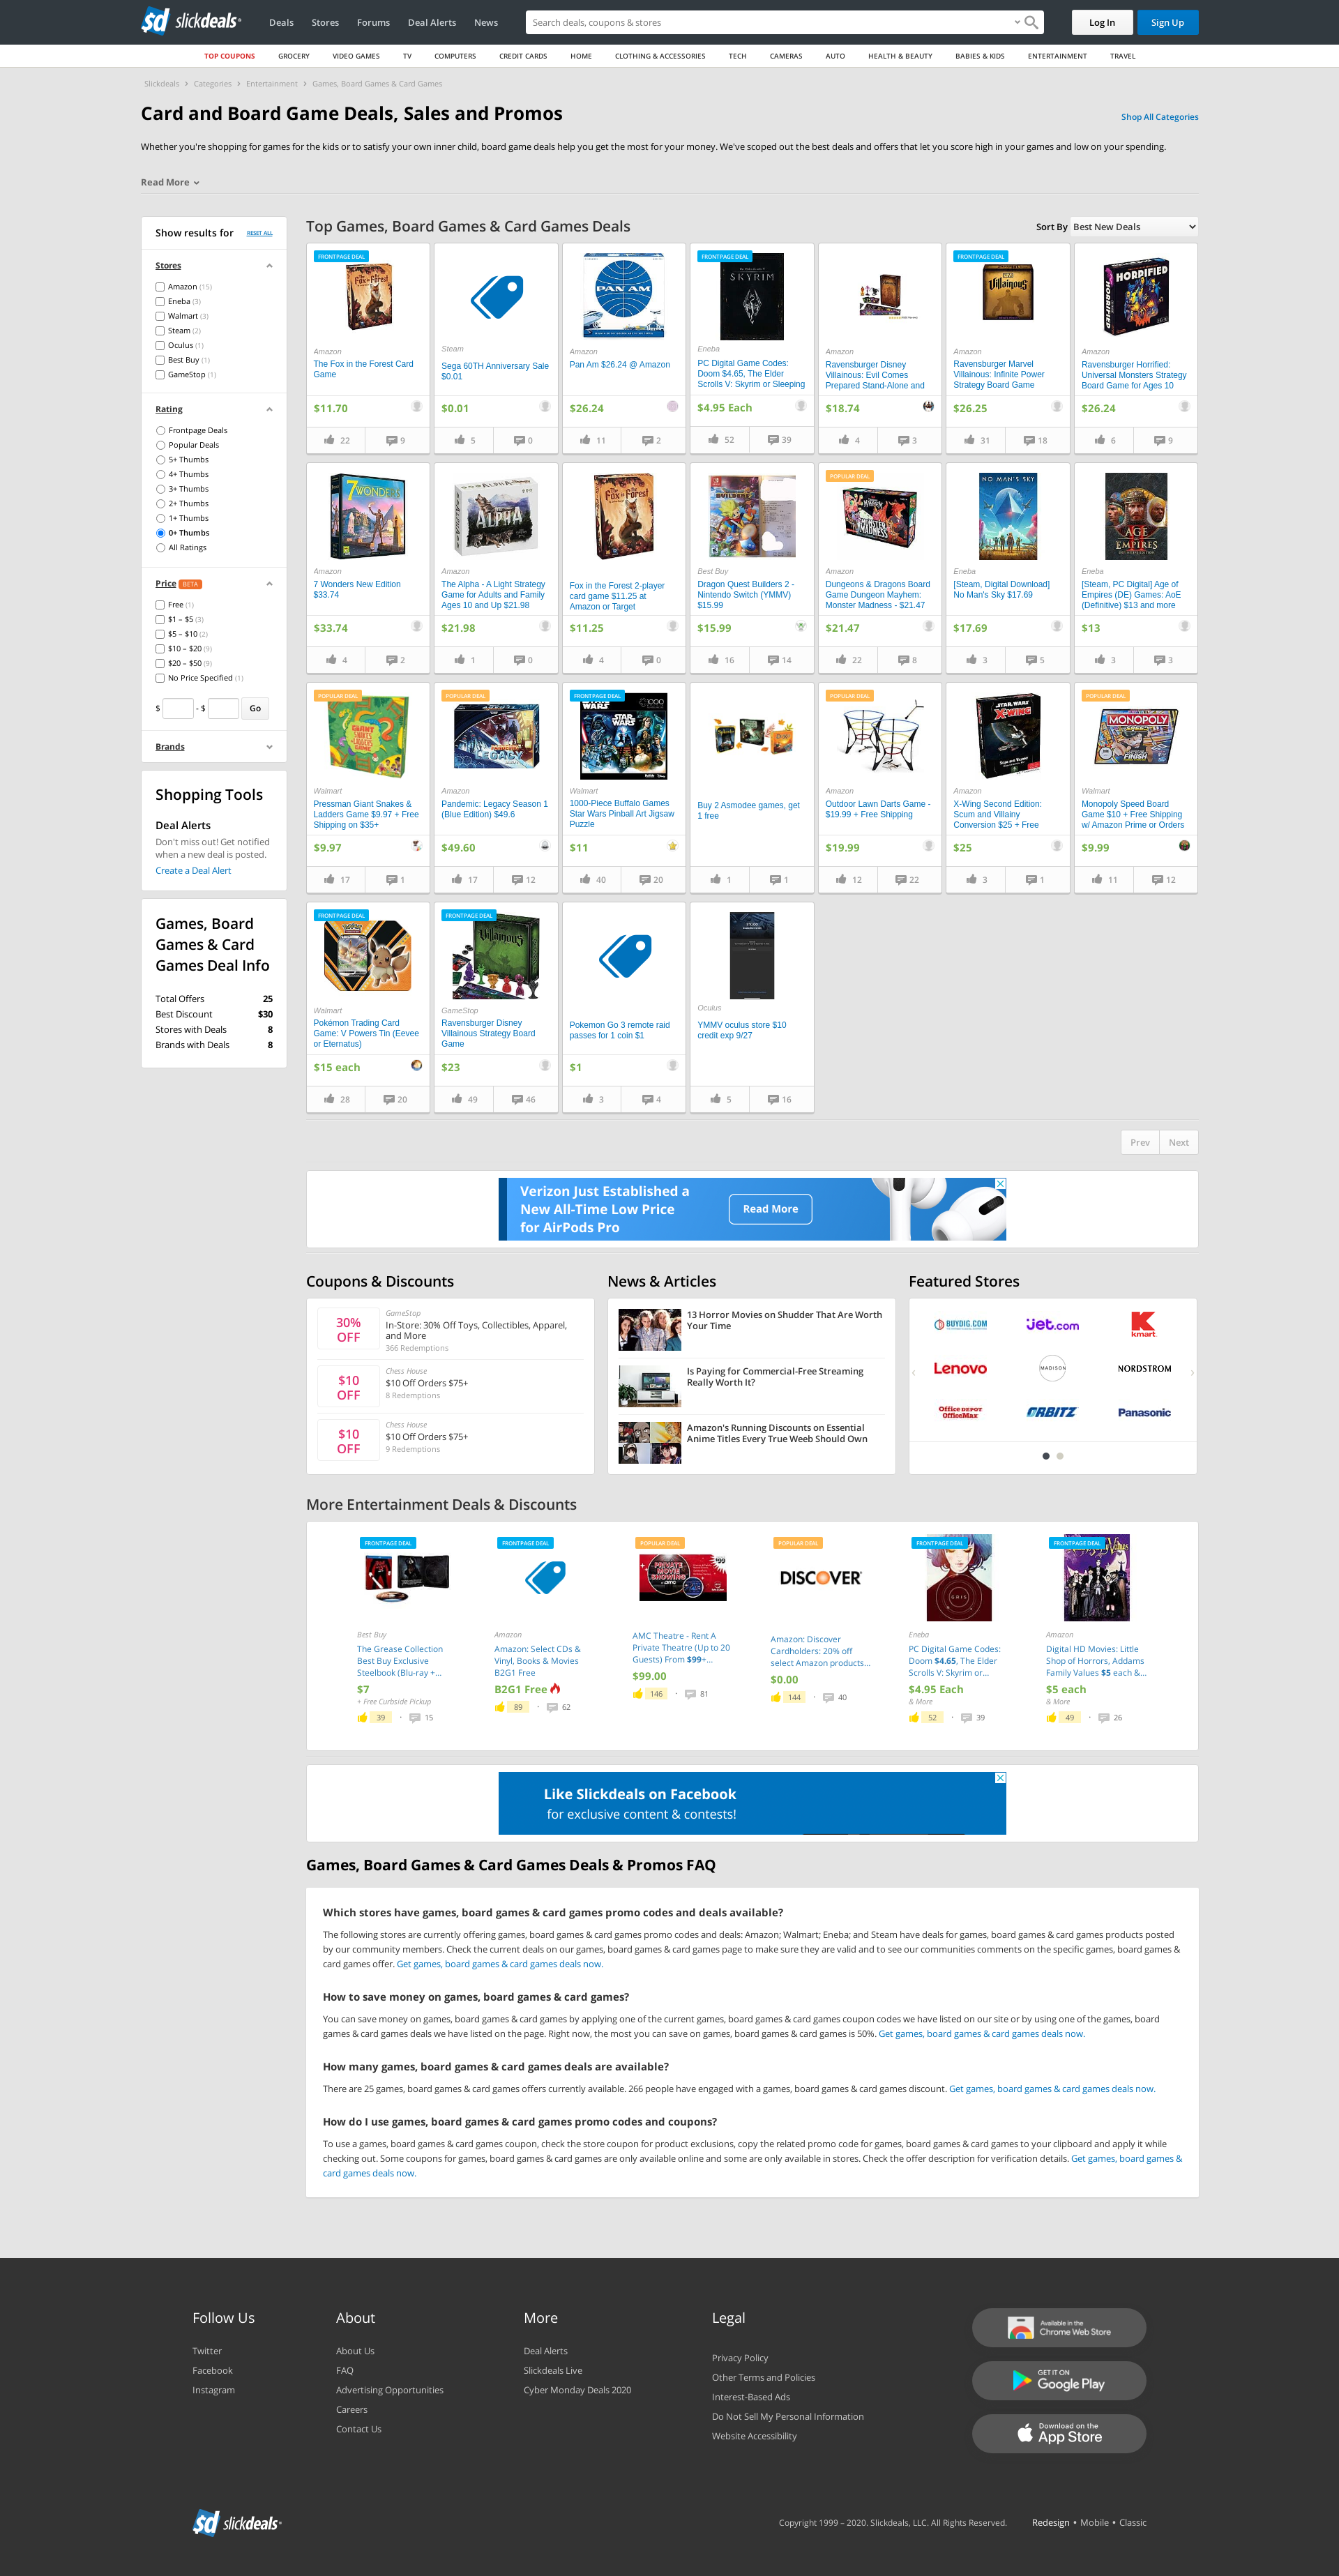 slickdeals
Deals
Stores
Forums
Deal Alerts
News
Search deals, coupons & stores
Log In
Sign Up
TOP COUPONS
GROCERY
VIDEO GAMES
TV
COMPUTERS
CREDIT CARDS
HOME
CLOTHING & ACCESSORIES
TECH
CAMERAS
AUTO
HEALTH & BEAUTY
BABIES & KIDS
ENTERTAINMENT
TRAVEL
Slickdeals › Categories › Entertainment › Games, Board Games & Card Games
Card and Board Game Deals, Sales and Promos
Shop All Categories
Whether you're shopping for games for the kids or to satisfy your own inner child, board game deals help you get the most for your money. We've scoped out the best deals and offers that let you score high in your games and low on your spending.
Read More
Show results for
RESET ALL
Stores
Amazon (15)
Eneba (3)
Walmart (3)
Steam (2)
Oculus (1)
Best Buy (1)
GameStop (1)
Rating
Frontpage Deals
Popular Deals
5+ Thumbs
4+ Thumbs
3+ Thumbs
2+ Thumbs
1+ Thumbs
0+ Thumbs
All Ratings
Price BETA
Free (1)
$1 – $5 (3)
$5 – $10 (2)
$10 – $20 (9)
$20 – $50 (9)
No Price Specified (1)
$ - $ Go
Brands
Shopping Tools
Deal Alerts
Don't miss out! Get notified
when a new deal is posted.
Create a Deal Alert
Games, Board
Games & Card
Games Deal Info
Total Offers 25
Best Discount $30
Stores with Deals 8
Brands with Deals 8
Top Games, Board Games & Card Games Deals
Sort By Best New Deals
FRONTPAGE DEAL
Amazon
The Fox in the Forest Card
Game
$11.70
22
9
Steam
Sega 60TH Anniversary Sale
$0.01
$0.01
5
0
PAN AM
Amazon
Pan Am $26.24 @ Amazon
$26.24
11
2
FRONTPAGE DEAL
SKYRIM
Eneba
PC Digital Game Codes:
Doom $4.65, The Elder
Scrolls V: Skyrim or Sleeping
$4.95 Each
52
39
Amazon
Ravensburger Disney
Villainous: Evil Comes
Prepared Stand-Alone and
$18.74
4
3
FRONTPAGE DEAL
Villainous
Amazon
Ravensburger Marvel
Villainous: Infinite Power
Strategy Board Game
$26.25
31
18
HORRIFIED
Amazon
Ravensburger Horrified:
Universal Monsters Strategy
Board Game for Ages 10
$26.24
6
9
7 WONDERS
Amazon
7 Wonders New Edition
$33.74
$33.74
4
2
ALPHA
Amazon
The Alpha - A Light Strategy
Game for Adults and Family
Ages 10 and Up $21.98
$21.98
1
0
Fox in the Forest
Fox in the Forest 2-player
card game $11.25 at
Amazon or Target
$11.25
4
0
BUILDERS
Best Buy
Dragon Quest Builders 2 -
Nintendo Switch (YMMV)
$15.99
$15.99
16
14
POPULAR DEAL
MONSTER MADNESS
Amazon
Dungeons & Dragons Board
Game Dungeon Mayhem:
Monster Madness - $21.47
$21.47
22
8
NO MAN'S SKY
Eneba
[Steam, Digital Download]
No Man's Sky $17.69
$17.69
3
5
AGE OF EMPIRES
Eneba
[Steam, PC Digital] Age of
Empires (DE) Games: AoE
(Definitive) $13 and more
$13
3
3
POPULAR DEAL
Walmart
Pressman Giant Snakes &
Ladders Game $9.97 + Free
Shipping on $35+
$9.97
17
1
POPULAR DEAL
LEGACY
Amazon
Pandemic: Legacy Season 1
(Blue Edition) $49.6
$49.60
17
12
FRONTPAGE DEAL
1000
STAR WARS
Walmart
1000-Piece Buffalo Games
Star Wars Pinball Art Jigsaw
Puzzle
$11
40
20
Buy 2 Asmodee games, get
1 free
1
1
POPULAR DEAL
Amazon
Outdoor Lawn Darts Game -
$19.99 + Free Shipping
$19.99
12
22
STAR WARS
X-WING
Amazon
X-Wing Second Edition:
Scum and Villainy
Conversion $25 + Free
$25
3
1
POPULAR DEAL
MONOPOLY
Walmart
Monopoly Speed Board
Game $10 + Free Shipping
w/ Amazon Prime or Orders
$9.99
11
12
FRONTPAGE DEAL
Walmart
Pokémon Trading Card
Game: V Powers Tin (Eevee
or Eternatus)
$15 each
28
20
FRONTPAGE DEAL
Villainous
GameStop
Ravensburger Disney
Villainous Strategy Board
Game
$23
49
46
Pokemon Go 3 remote raid
passes for 1 coin $1
$1
3
4
Oculus
YMMV oculus store $10
credit exp 9/27
5
16
Prev
Next
Verizon Just Established a
New All-Time Low Price
for AirPods Pro
Read More
Coupons & Discounts
30%
OFF
GameStop
In-Store: 30% Off Toys, Collectibles, Apparel,
and More
366 Redemptions
$10
OFF
Chess House
$10 Off Orders $75+
8 Redemptions
$10
OFF
Chess House
$10 Off Orders $75+
9 Redemptions
News & Articles
13 Horror Movies on Shudder That Are Worth
Your Time
Is Paying for Commercial-Free Streaming
Really Worth It?
Amazon's Running Discounts on Essential
Anime Titles Every True Weeb Should Own
Featured Stores
BUYDIG.COM
Jet.com
kmart
Lenovo
MADISON
NORDSTROM
Office DEPOT
OfficeMax
ORBITZ
Panasonic
More Entertainment Deals & Discounts
FRONTPAGE DEAL
Best Buy
The Grease Collection
Best Buy Exclusive
Steelbook (Blu-ray +...
$7
+ Free Curbside Pickup
39 · 15
FRONTPAGE DEAL
Amazon
Amazon: Select CDs &
Vinyl, Books & Movies
B2G1 Free
B2G1 Free
89 · 62
POPULAR DEAL
PRIVATE
MOVIE
SHOWING
$99
AMC Theatre - Rent A
Private Theatre (Up to 20
Guests) From $99+...
$99.00
146 · 81
POPULAR DEAL
DISCOVER
Amazon: Discover
Cardholders: 20% off
select Amazon products...
$0.00
144 · 40
FRONTPAGE DEAL
GRIS
Eneba
PC Digital Game Codes:
Doom $4.65, The Elder
Scrolls V: Skyrim or...
$4.95 Each
& More
52 · 39
FRONTPAGE DEAL
Amazon
Digital HD Movies: Little
Shop of Horrors, Addams
Family Values $5 each &...
$5 each
& More
49 · 26
Like Slickdeals on Facebook
for exclusive content & contests!
Games, Board Games & Card Games Deals & Promos FAQ
Which stores have games, board games & card games promo codes and deals available?
The following stores are currently offering games, board games & card games promo codes and deals: Amazon; Walmart; Eneba; and Steam have deals for games, board games & card games products posted
by our community members. Check the current deals on our games, board games & card games page to make sure they are valid and to see our communities comments on the specific games, board games &
card games offer. Get games, board games & card games deals now.
How to save money on games, board games & card games?
You can save money on games, board games & card games by applying one of the current games, board games & card games coupon codes we have listed on our site or by using one of the games, board
games & card games deals we have listed on the page. Right now, the most you can save on games, board games & card games is 50%. Get games, board games & card games deals now.
How many games, board games & card games deals are available?
There are 25 games, board games & card games offers currently available. 266 people have engaged with a games, board games & card games discount. Get games, board games & card games deals now.
How do I use games, board games & card games promo codes and coupons?
To use a games, board games & card games coupon, check the store coupon for product exclusions, copy the related promo code for games, board games & card games to your clipboard and apply it while
checking out. Some coupons for games, board games & card games are only available online and some are only available in stores. Check the offer description for verification details. Get games, board games &
card games deals now.
Follow Us
Twitter
Facebook
Instagram
About
About Us
FAQ
Advertising Opportunities
Careers
Contact Us
More
Deal Alerts
Slickdeals Live
Cyber Monday Deals 2020
Legal
Privacy Policy
Other Terms and Policies
Interest-Based Ads
Do Not Sell My Personal Information
Website Accessibility
Available in the
Chrome Web Store
GET IT ON
Google Play
Download on the
App Store
slickdeals
Copyright 1999 – 2020. Slickdeals, LLC. All Rights Reserved.
Redesign • Mobile • Classic